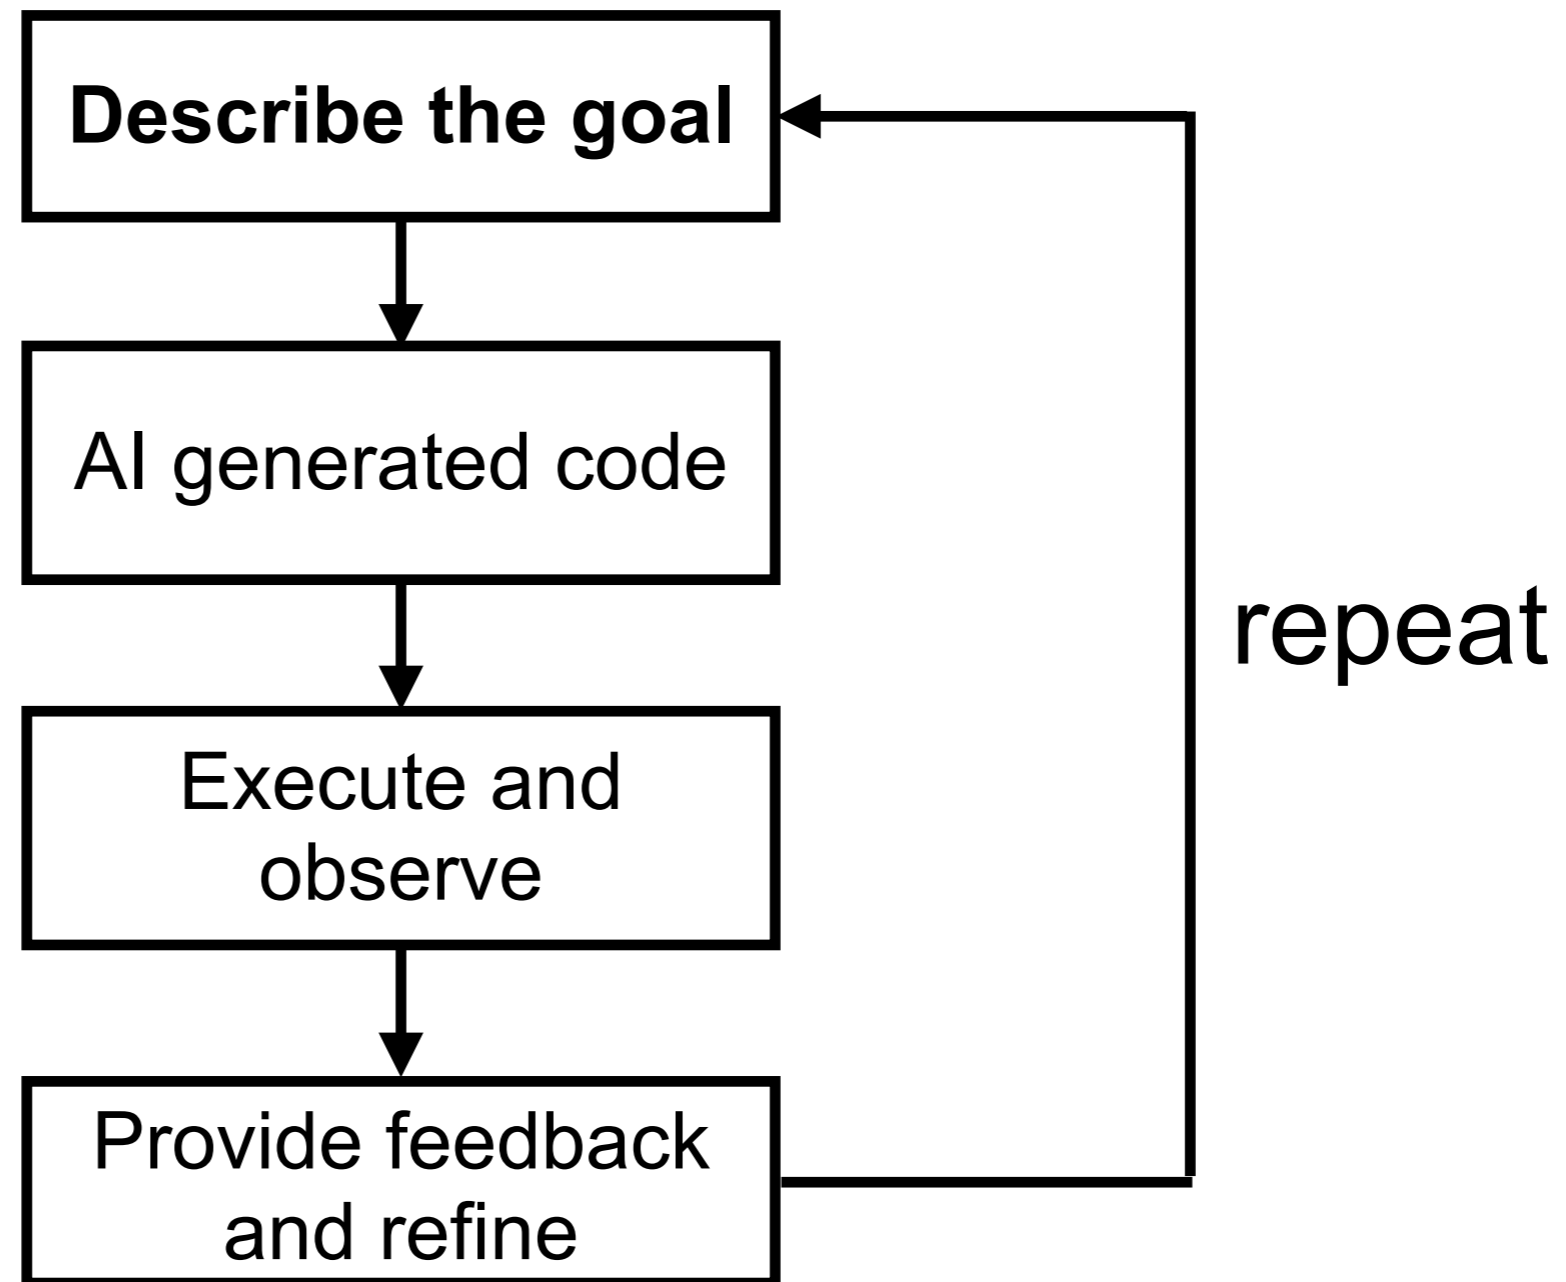 Describe the goal
AI generated code
repeat
Execute and
observe
Provide feedback
and refine